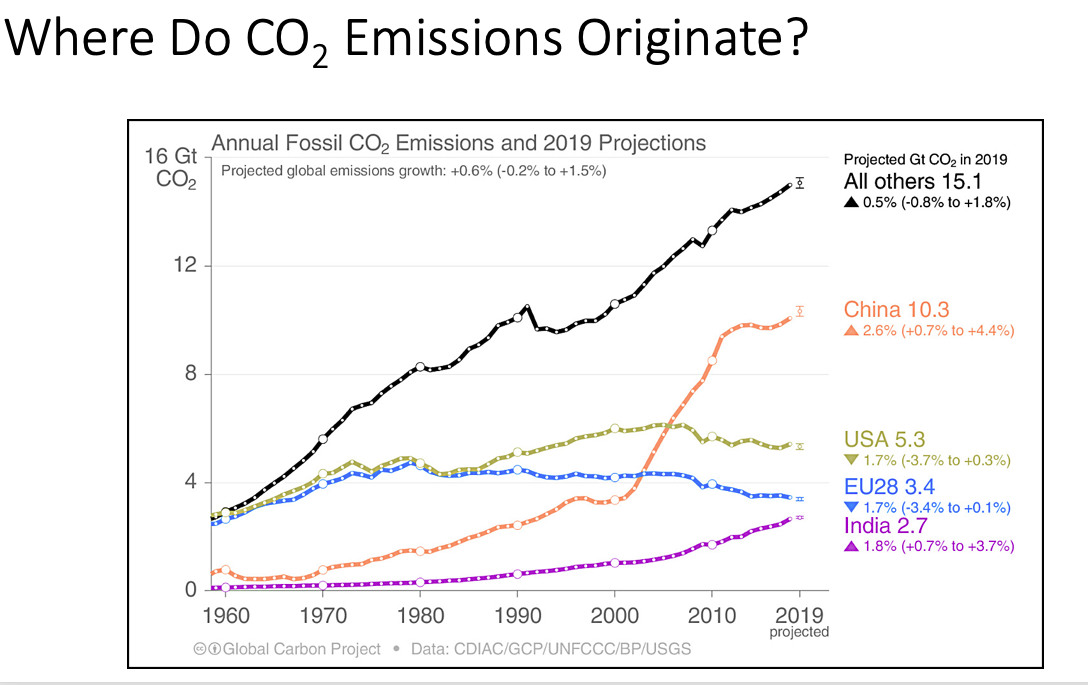 Where Do CO₂ Emissions Originate?
Annual Fossil CO₂ Emissions and 2019 Projections
Projected global emissions growth: +0.6% (-0.2% to +1.5%)
16 Gt
CO₂
12
8
4
0
1960 1970 1980 1990 2000 2010 2019
projected
Projected Gt CO₂ in 2019
All others 15.1
▲ 0.5% (-0.8% to +1.8%)
China 10.3
▲ 2.6% (+0.7% to +4.4%)
USA 5.3
▼ 1.7% (-3.7% to +0.3%)
EU28 3.4
▼ 1.7% (-3.4% to +0.1%)
India 2.7
▲ 1.8% (+0.7% to +3.7%)
Global Carbon Project • Data: CDIAC/GCP/UNFCCC/BP/USGS